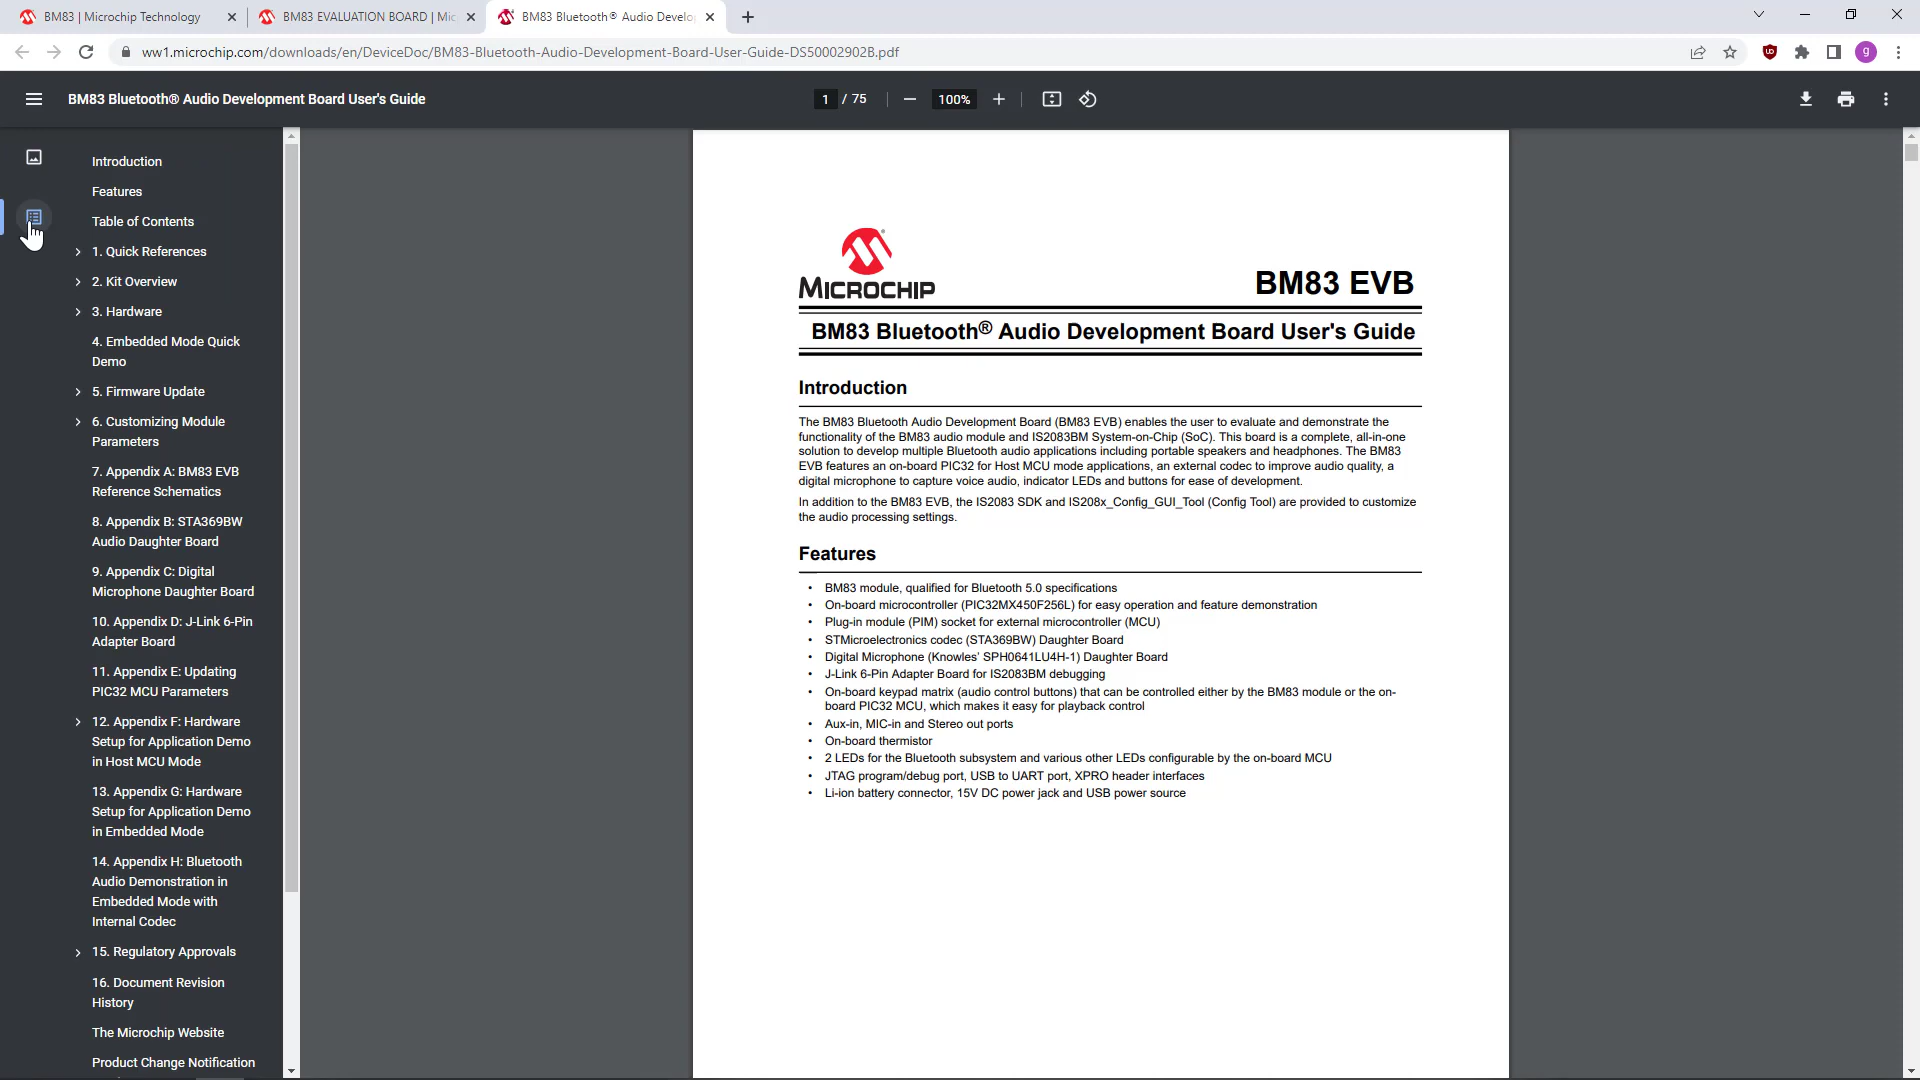 BM83 | Microchip Technology
BM83 EVALUATION BOARD | Mic
BM83 Bluetooth® Audio Develo
ww1.microchip.com/downloads/en/DeviceDoc/BM83-Bluetooth-Audio-Development-Board-User-Guide-DS50002902B.pdf
g
BM83 Bluetooth® Audio Development Board User's Guide
1 / 75
100%
Introduction
Features
Table of Contents
1. Quick References
2. Kit Overview
3. Hardware
4. Embedded Mode Quick
Demo
5. Firmware Update
6. Customizing Module
Parameters
7. Appendix A: BM83 EVB
Reference Schematics
8. Appendix B: STA369BW
Audio Daughter Board
9. Appendix C: Digital
Microphone Daughter Board
10. Appendix D: J-Link 6-Pin
Adapter Board
11. Appendix E: Updating
PIC32 MCU Parameters
12. Appendix F: Hardware
Setup for Application Demo
in Host MCU Mode
13. Appendix G: Hardware
Setup for Application Demo
in Embedded Mode
14. Appendix H: Bluetooth
Audio Demonstration in
Embedded Mode with
Internal Codec
15. Regulatory Approvals
16. Document Revision
History
The Microchip Website
Product Change Notification
MICROCHIP
BM83 EVB
BM83 Bluetooth® Audio Development Board User's Guide
Introduction
The BM83 Bluetooth Audio Development Board (BM83 EVB) enables the user to evaluate and demonstrate the
functionality of the BM83 audio module and IS2083BM System-on-Chip (SoC). This board is a complete, all-in-one
solution to develop multiple Bluetooth audio applications including portable speakers and headphones. The BM83
EVB features an on-board PIC32 for Host MCU mode applications, an external codec to improve audio quality, a
digital microphone to capture voice audio, indicator LEDs and buttons for ease of development.
In addition to the BM83 EVB, the IS2083 SDK and IS208x_Config_GUI_Tool (Config Tool) are provided to customize
the audio processing settings.
Features
• BM83 module, qualified for Bluetooth 5.0 specifications
• On-board microcontroller (PIC32MX450F256L) for easy operation and feature demonstration
• Plug-in module (PIM) socket for external microcontroller (MCU)
• STMicroelectronics codec (STA369BW) Daughter Board
• Digital Microphone (Knowles' SPH0641LU4H-1) Daughter Board
• J-Link 6-Pin Adapter Board for IS2083BM debugging
• On-board keypad matrix (audio control buttons) that can be controlled either by the BM83 module or the on-
board PIC32 MCU, which makes it easy for playback control
• Aux-in, MIC-in and Stereo out ports
• On-board thermistor
• 2 LEDs for the Bluetooth subsystem and various other LEDs configurable by the on-board MCU
• JTAG program/debug port, USB to UART port, XPRO header interfaces
• Li-ion battery connector, 15V DC power jack and USB power source